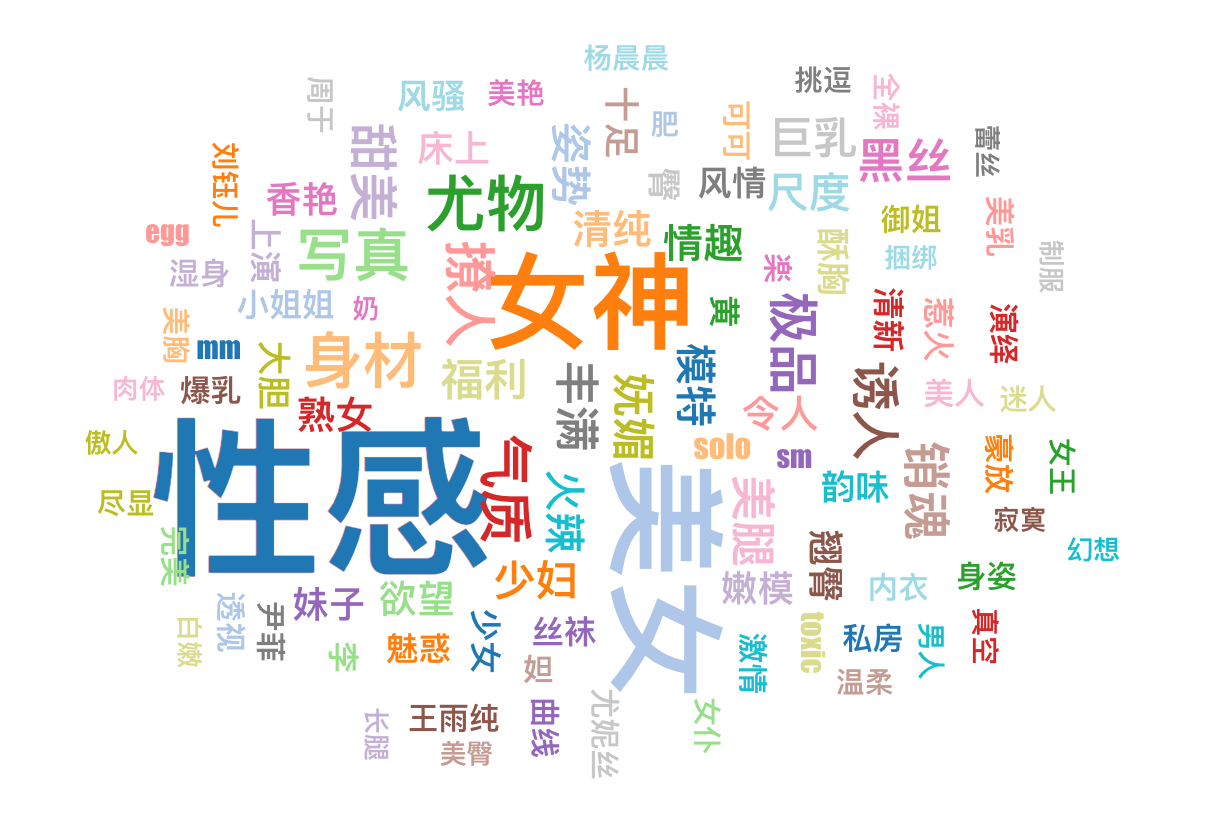 杨晨晨
周于
风骚
美艳
十足
㔻
可可
挑逗
全裸
巨乳
黑丝
蕾丝
刘钰儿
甜美
床上
姿势
臀
风情
尺度
香艳
尤物
清纯
情趣
御姐
美乳
egg
上演
写真
撩人
女神
楽
酥胸
捆绑
制服
湿身
小姐姐
奶
黄
极品
清新
惹火
演绎
美胸
mm
大胆
身材
福利
丰满
妩媚
模特
诱人
肉体
爆乳
熟女
令人
美人
迷人
傲人
性感
气质
solo
sm
销魂
豪放
女王
尽显
火辣
美女
美腿
韵味
寂寞
完美
翘臀
幻想
少妇
嫩模
内衣
身姿
白嫩
透视
尹菲
妹子
欲望
少女
丝袜
激情
toxic
私房
男人
真空
李
魅惑
妲
温柔
长腿
王雨纯
美臀
曲线
尤妮丝
女仆